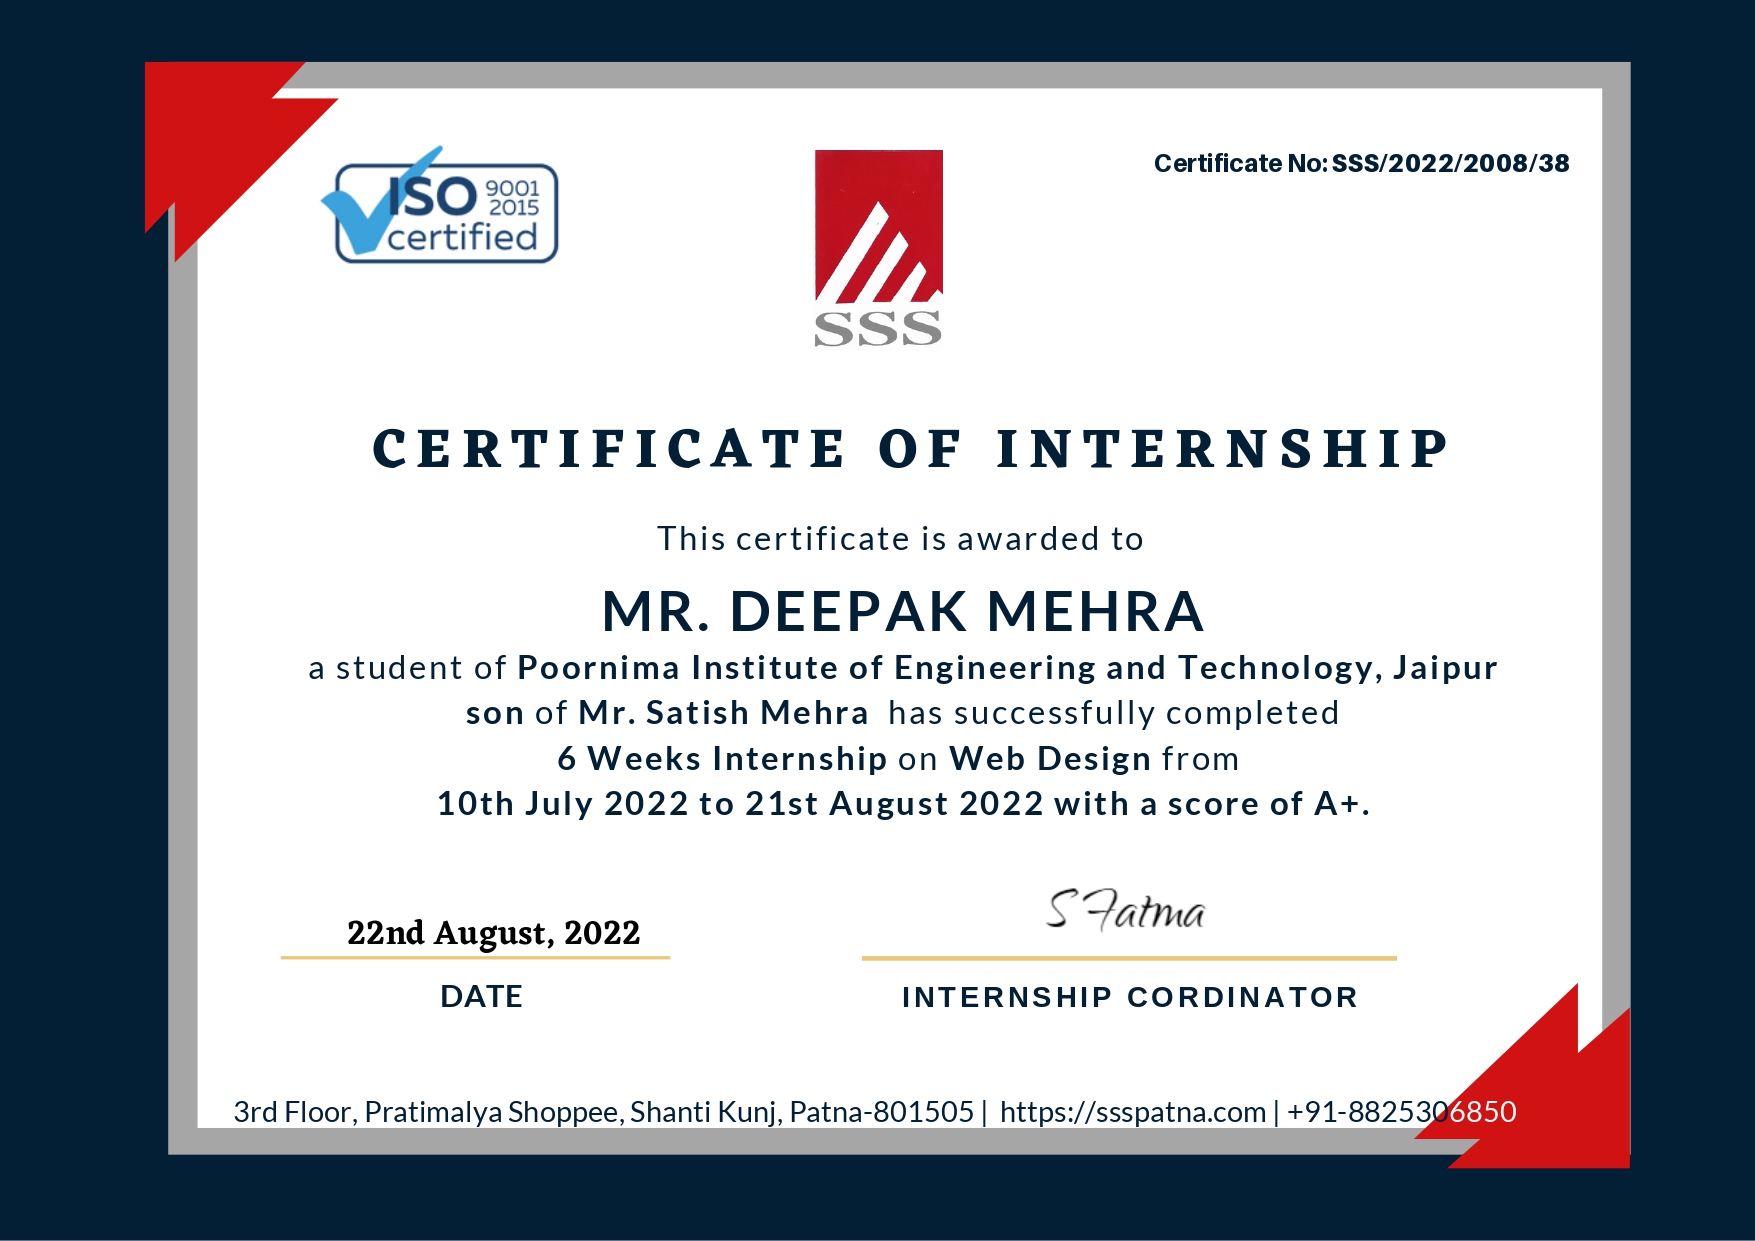 ISO 9001
2015
certified
SSS
Certificate No: SSS/2022/2008/38
CERTIFICATE OF INTERNSHIP
This certificate is awarded to
MR. DEEPAK MEHRA
a student of Poornima Institute of Engineering and Technology, Jaipur
son of Mr. Satish Mehra has successfully completed
6 Weeks Internship on Web Design from
10th July 2022 to 21st August 2022 with a score of A+.
22nd August, 2022
DATE
S Fatma
INTERNSHIP CORDINATOR
3rd Floor, Pratimalya Shoppee, Shanti Kunj, Patna-801505 | https://ssspatna.com | +91-8825306850